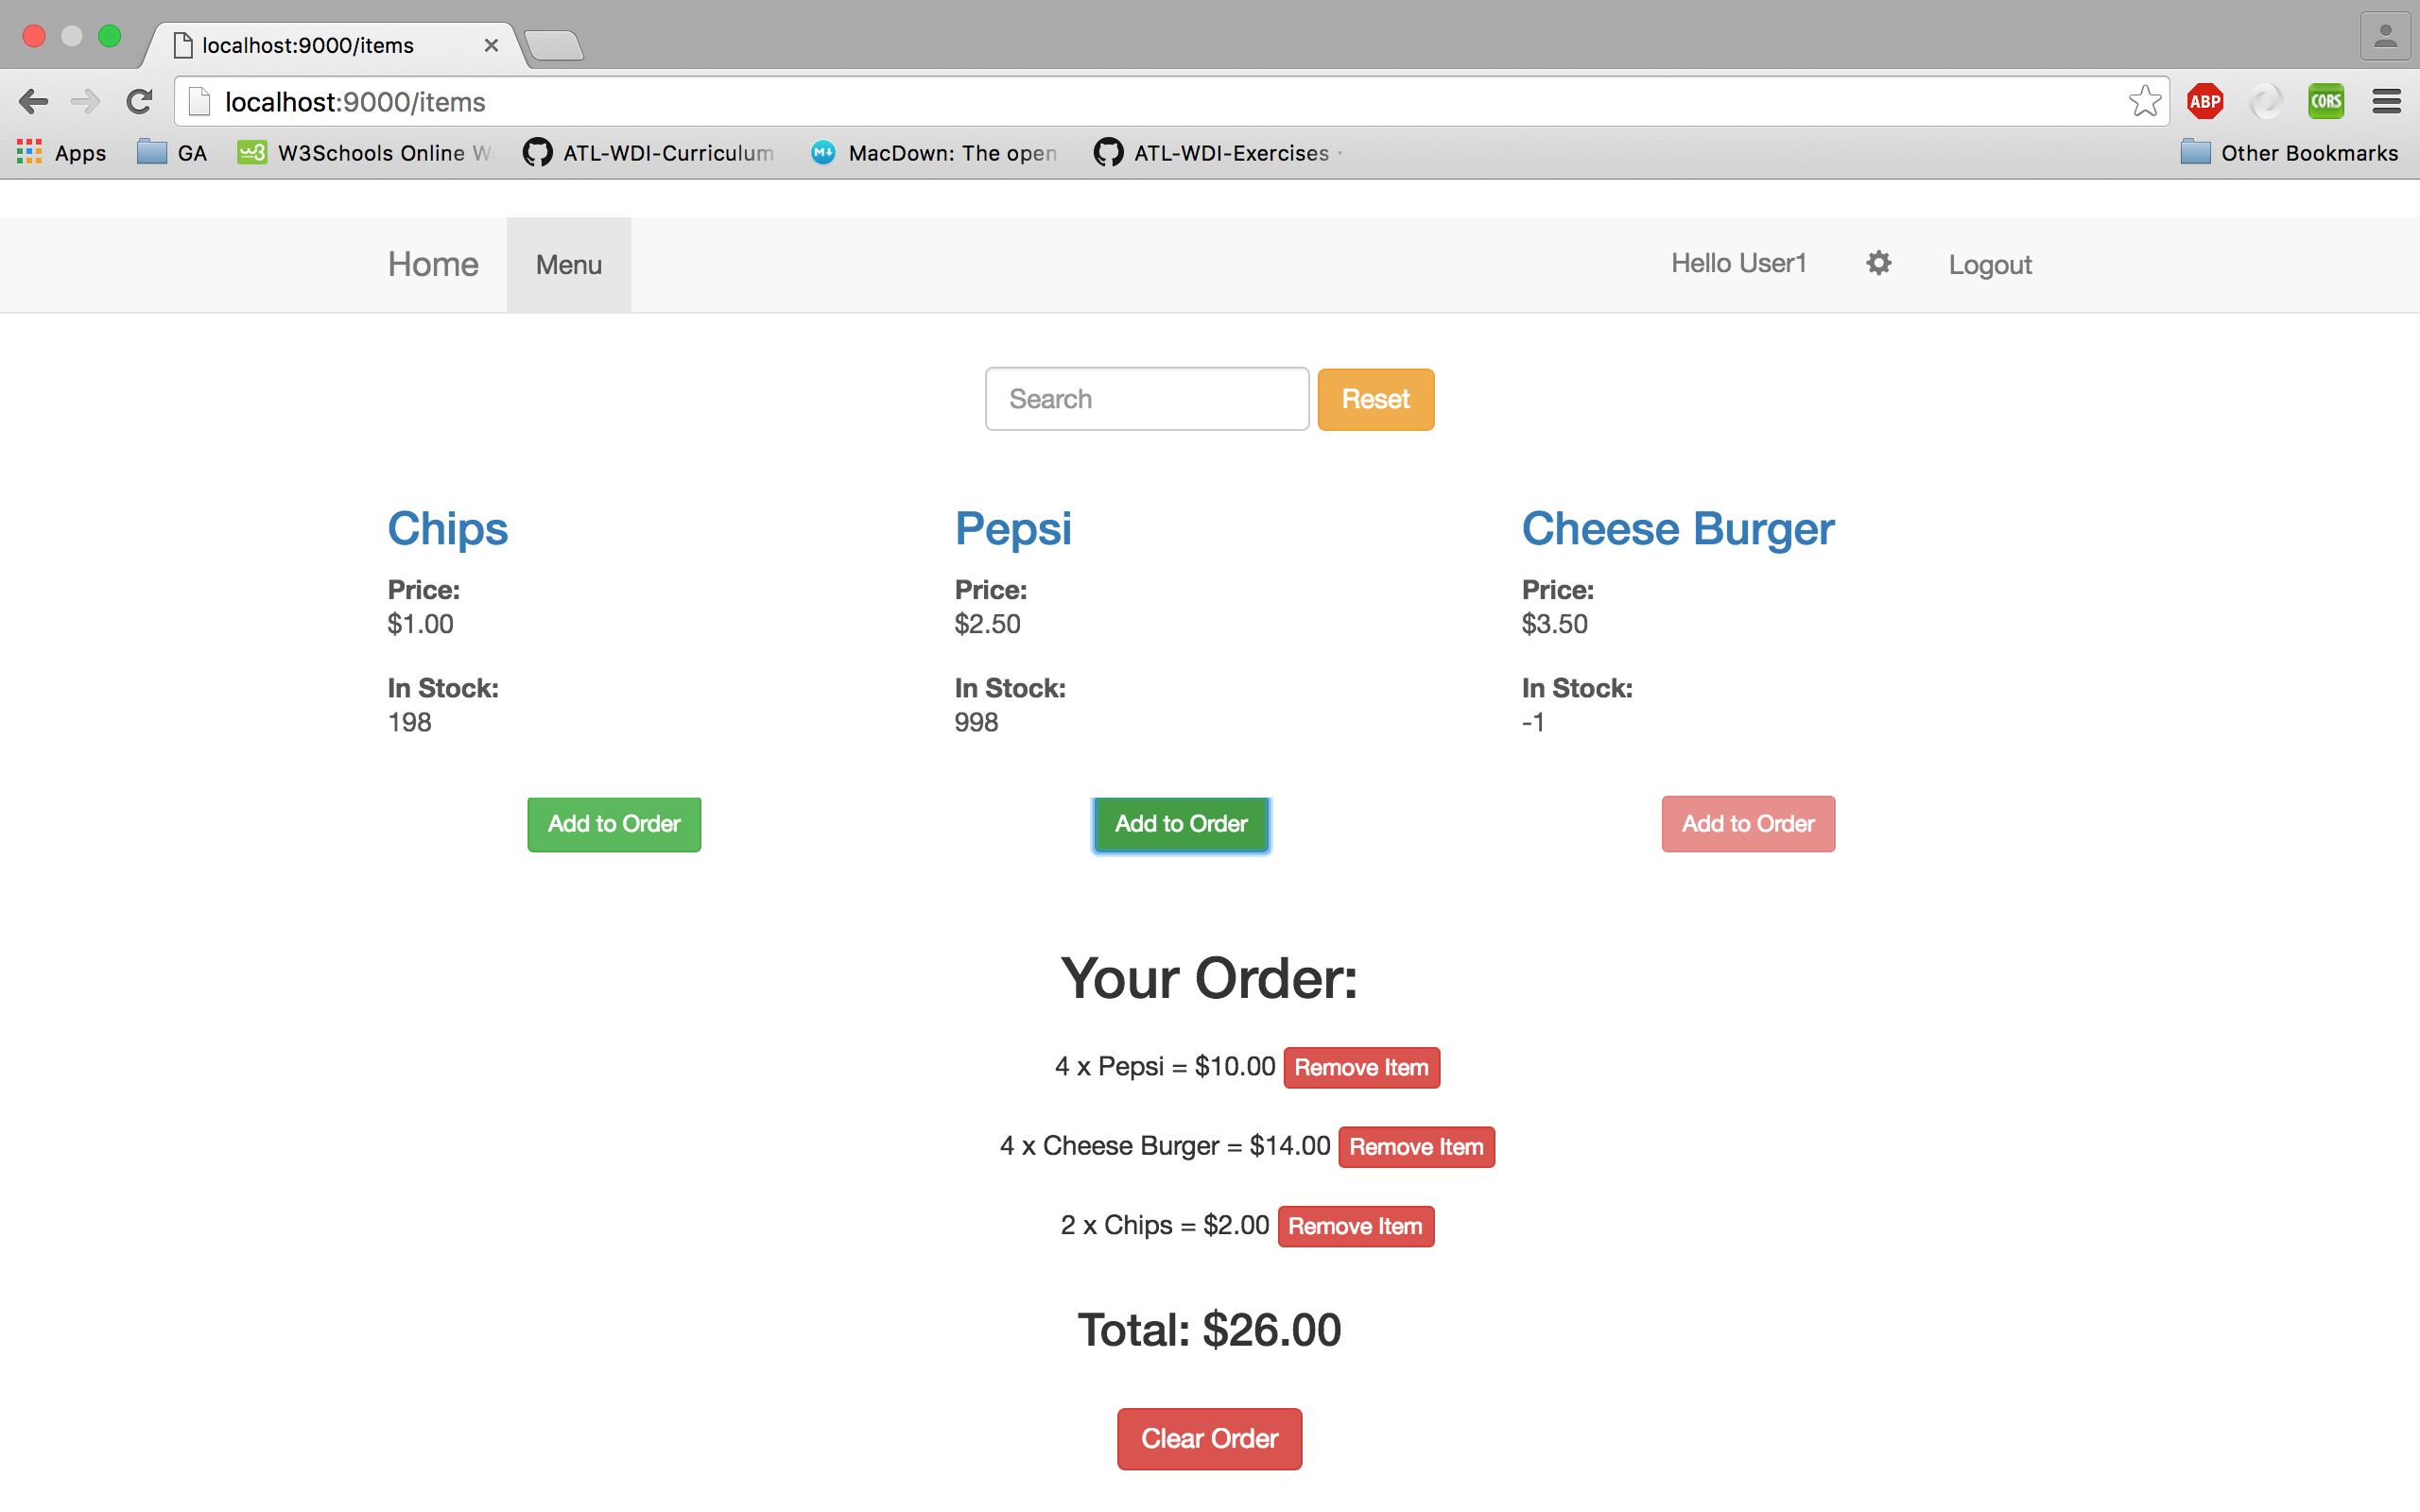 localhost:9000/items
localhost:9000/items
ABP
CORS
Apps GA W3Schools Online ATL-WDI-Curriculum MacDown: The open ATL-WDI-Exercises Other Bookmarks
Home Menu Hello User1 Logout
Search Reset
Chips Pepsi Cheese Burger
Price: Price: Price:
$1.00 $2.50 $3.50
In Stock: In Stock: In Stock:
198 998 -1
Add to Order Add to Order Add to Order
Your Order:
4 x Pepsi = $10.00 Remove Item
4 x Cheese Burger = $14.00 Remove Item
2 x Chips = $2.00 Remove Item
Total: $26.00
Clear Order